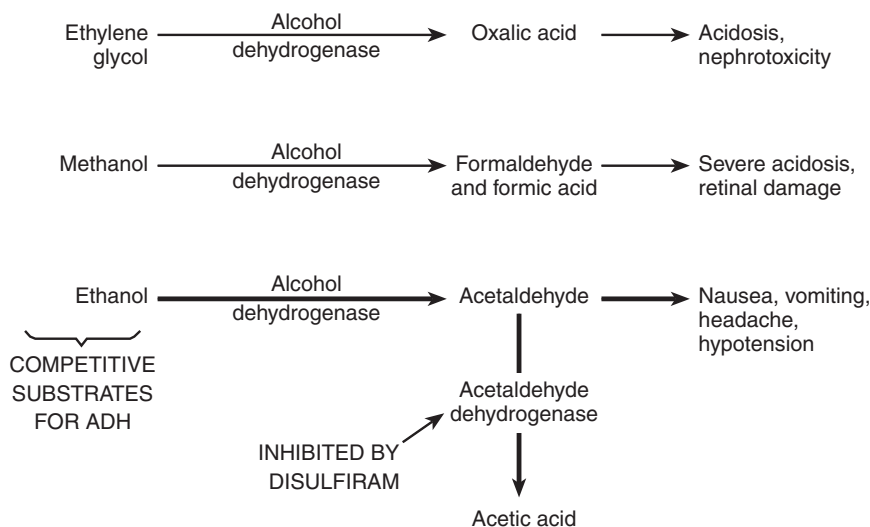 Ethylene
glycol
Alcohol
dehydrogenase
Oxalic acid
Acidosis,
nephrotoxicity
Methanol
Alcohol
dehydrogenase
Formaldehyde
and formic acid
Severe acidosis,
retinal damage
Ethanol
Alcohol
dehydrogenase
Acetaldehyde
Nausea, vomiting,
headache,
hypotension
COMPETITIVE
SUBSTRATES
FOR ADH
Acetaldehyde
dehydrogenase
INHIBITED BY
DISULFIRAM
Acetic acid